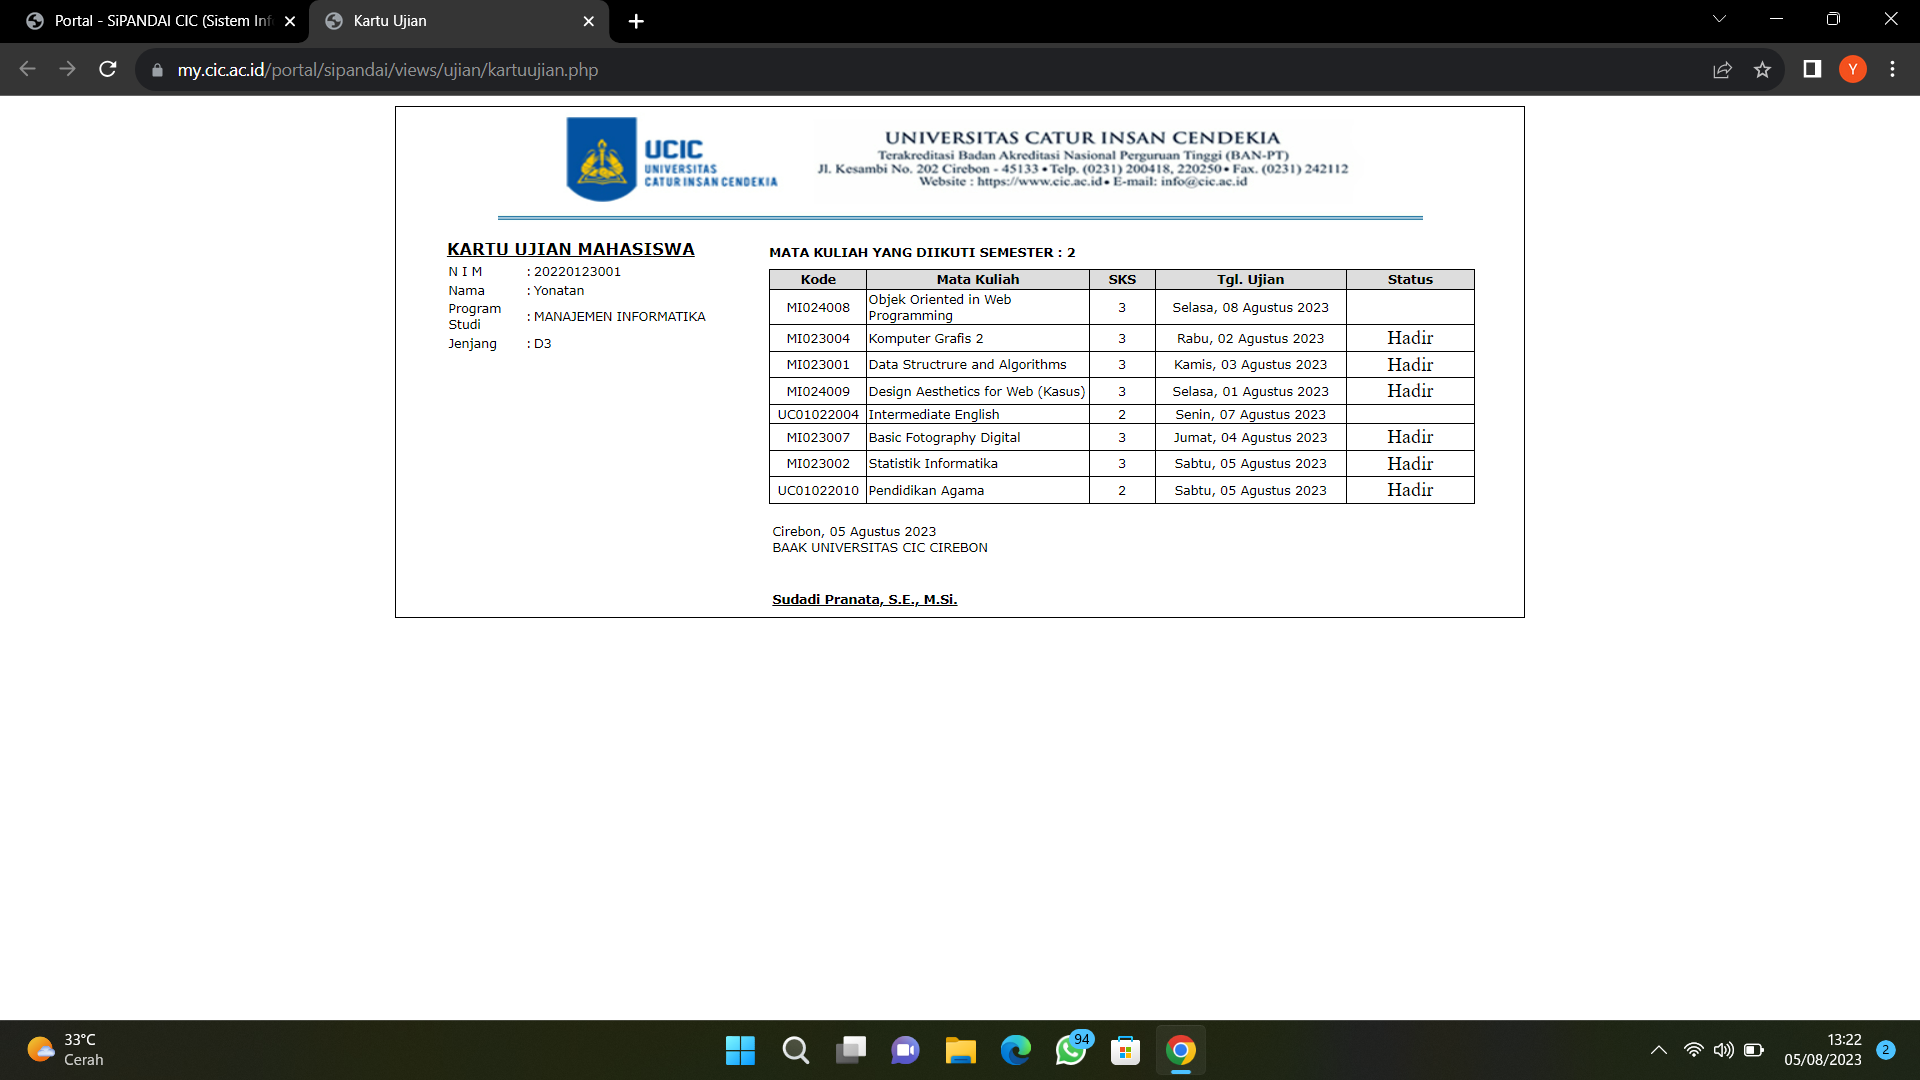 Portal - SiPANDAI CIC (Sistem Inf
Kartu Ujian
my.cic.ac.id/portal/sipandai/views/ujian/kartuujian.php
Y
UCIC
UNIVERSITAS
CATUR INSAN CENDEKIA
UNIVERSITAS CATUR INSAN CENDEKIA
Terakreditasi Badan Akreditasi Nasional Perguruan Tinggi (BAN-PT)
Jl. Kesambi No. 202 Cirebon - 45133 • Telp. (0231) 200418, 220250 • Fax. (0231) 242112
Website : https://www.cic.ac.id • E-mail: info@cic.ac.id
KARTU UJIAN MAHASISWA
N I M : 20220123001
Nama : Yonatan
Program Studi : MANAJEMEN INFORMATIKA
Jenjang : D3
MATA KULIAH YANG DIIKUTI SEMESTER : 2
Kode Mata Kuliah SKS Tgl. Ujian Status
MI024008 Objek Oriented in Web Programming 3 Selasa, 08 Agustus 2023
MI023004 Komputer Grafis 2 3 Rabu, 02 Agustus 2023 Hadir
MI023001 Data Structrure and Algorithms 3 Kamis, 03 Agustus 2023 Hadir
MI024009 Design Aesthetics for Web (Kasus) 3 Selasa, 01 Agustus 2023 Hadir
UC01022004 Intermediate English 2 Senin, 07 Agustus 2023
MI023007 Basic Fotography Digital 3 Jumat, 04 Agustus 2023 Hadir
MI023002 Statistik Informatika 3 Sabtu, 05 Agustus 2023 Hadir
UC01022010 Pendidikan Agama 2 Sabtu, 05 Agustus 2023 Hadir
Cirebon, 05 Agustus 2023
BAAK UNIVERSITAS CIC CIREBON
Sudadi Pranata, S.E., M.Si.
33°C
Cerah
94
13:22
05/08/2023
2